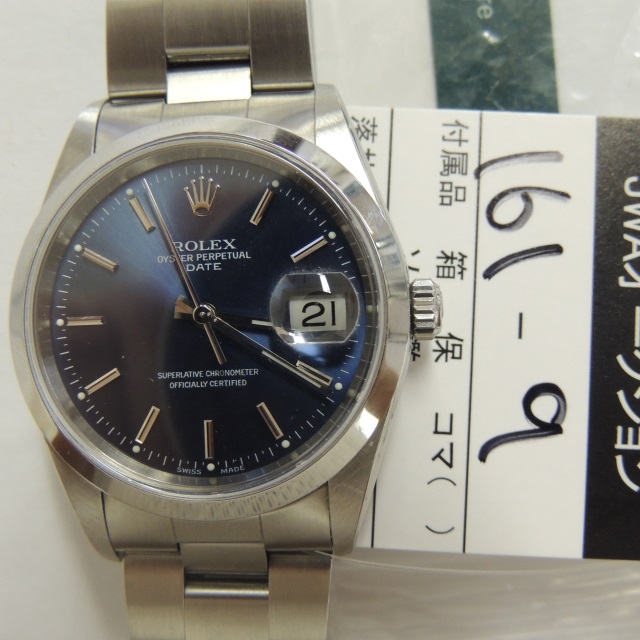 ROLEX
OYSTER PERPETUAL
DATE
21
SUPERLATIVE CHRONOMETER
OFFICIALLY CERTIFIED
SWISS MADE
161-9
付属品 箱 保 コマ( )